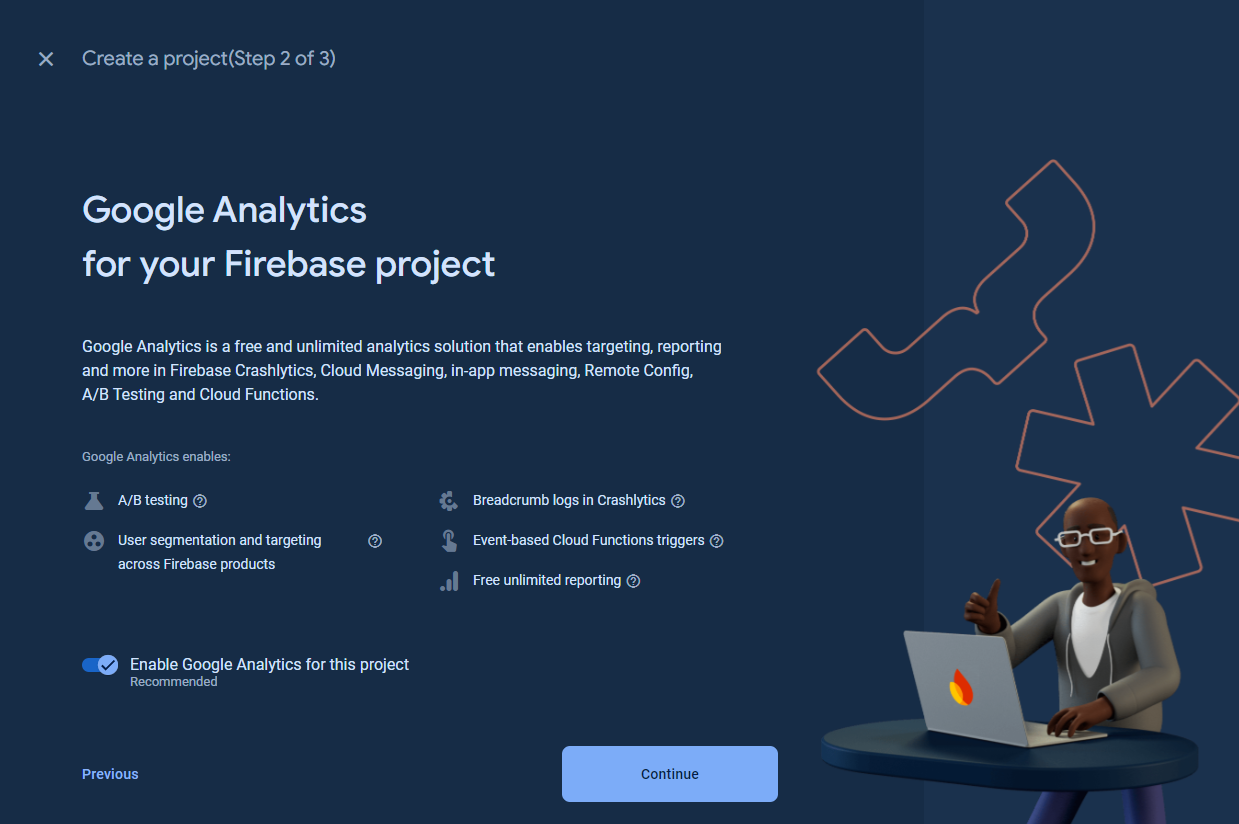 Create a project(Step 2 of 3)
Google Analytics
for your Firebase project
Google Analytics is a free and unlimited analytics solution that enables targeting, reporting
and more in Firebase Crashlytics, Cloud Messaging, in-app messaging, Remote Config,
A/B Testing and Cloud Functions.
Google Analytics enables:
A/B testing
User segmentation and targeting
across Firebase products
Breadcrumb logs in Crashlytics
Event-based Cloud Functions triggers
Free unlimited reporting
Enable Google Analytics for this project
Recommended
Previous
Continue